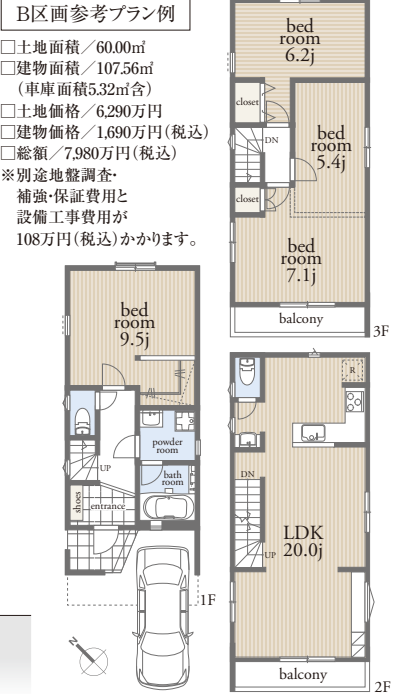 B区画参考プラン例
□土地面積／60.00㎡
□建物面積／107.56㎡
（車庫面積5.32㎡含）
□土地価格／6,290万円
□建物価格／1,690万円（税込）
□総額／7,980万円（税込）
※別途地盤調査・
補強・保証費用と
設備工事費用が
108万円（税込）かかります。
bed
room
6.2j
closet
DN
bed
room
5.4j
closet
bed
room
7.1j
balcony
3F
bed
room
9.5j
powder
room
UP
bath
room
shoes
entrance
1F
N
R
DN
LDK
20.0j
UP
balcony
2F